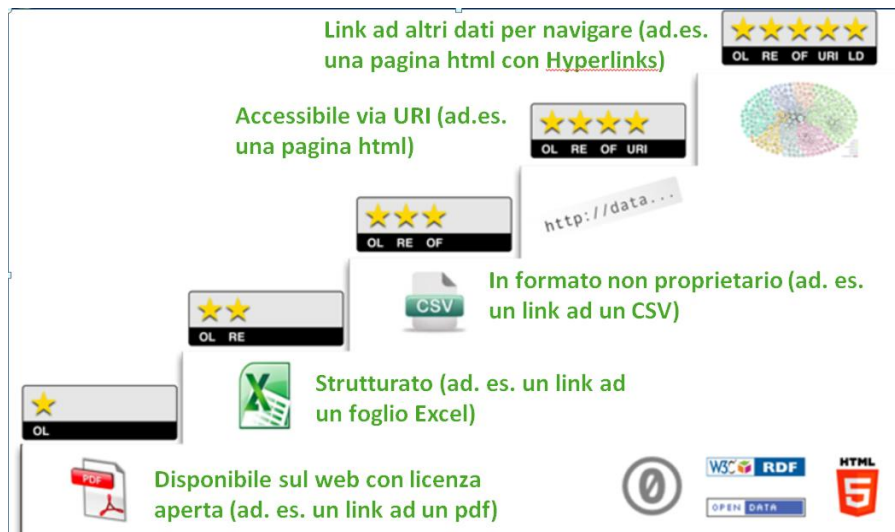 Link ad altri dati per navigare (ad.es.
una pagina html con Hyperlinks)
OL RE OF URI LD
Accessibile via URI (ad.es.
una pagina html)
OL RE OF URI
http://data...
OL RE OF
In formato non proprietario (ad. es.
un link ad un CSV)
CSV
OL RE
Strutturato (ad. es. un link ad
un foglio Excel)
X
OL
PDF
Disponibile sul web con licenza
aperta (ad. es. un link ad un pdf)
0
W3C RDF
OPEN DATA
HTML
5